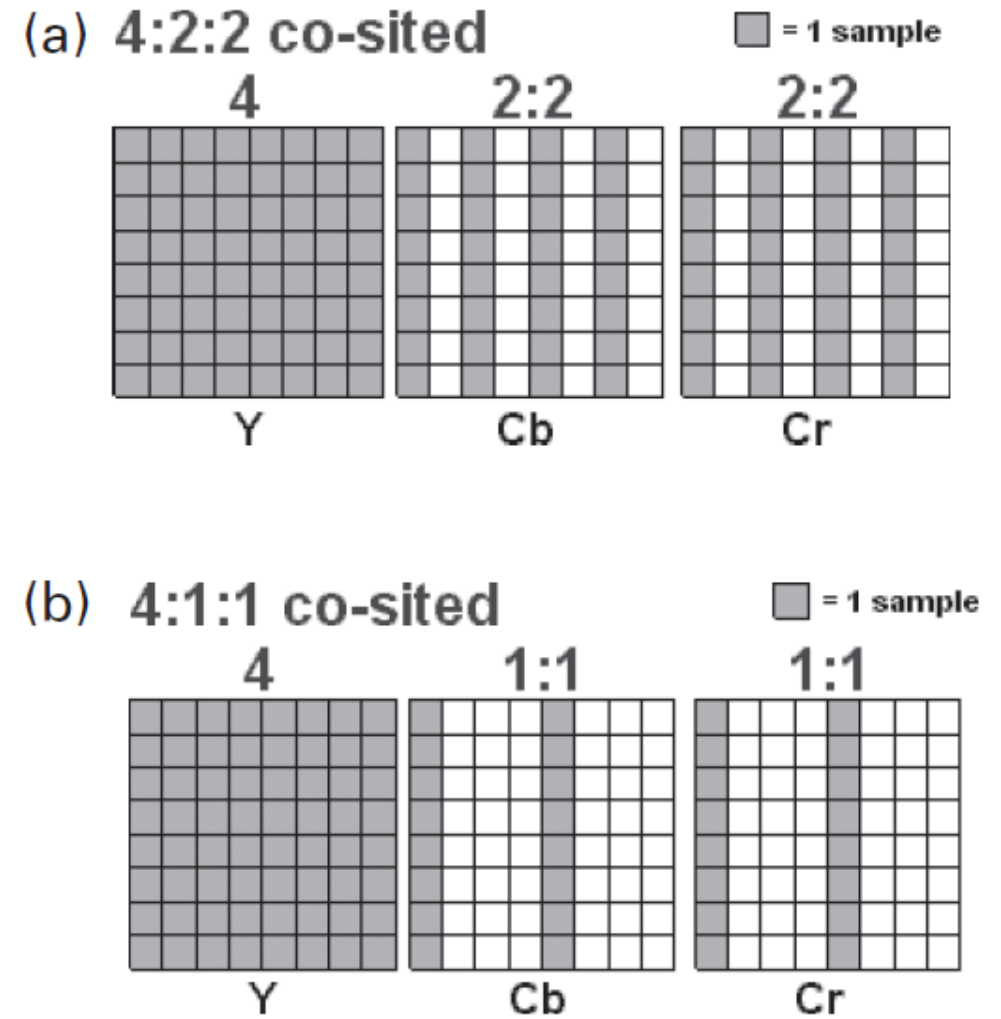 (a) 4:2:2 co-sited = 1 sample
4 2:2 2:2
Y Cb Cr
(b) 4:1:1 co-sited = 1 sample
4 1:1 1:1
Y Cb Cr